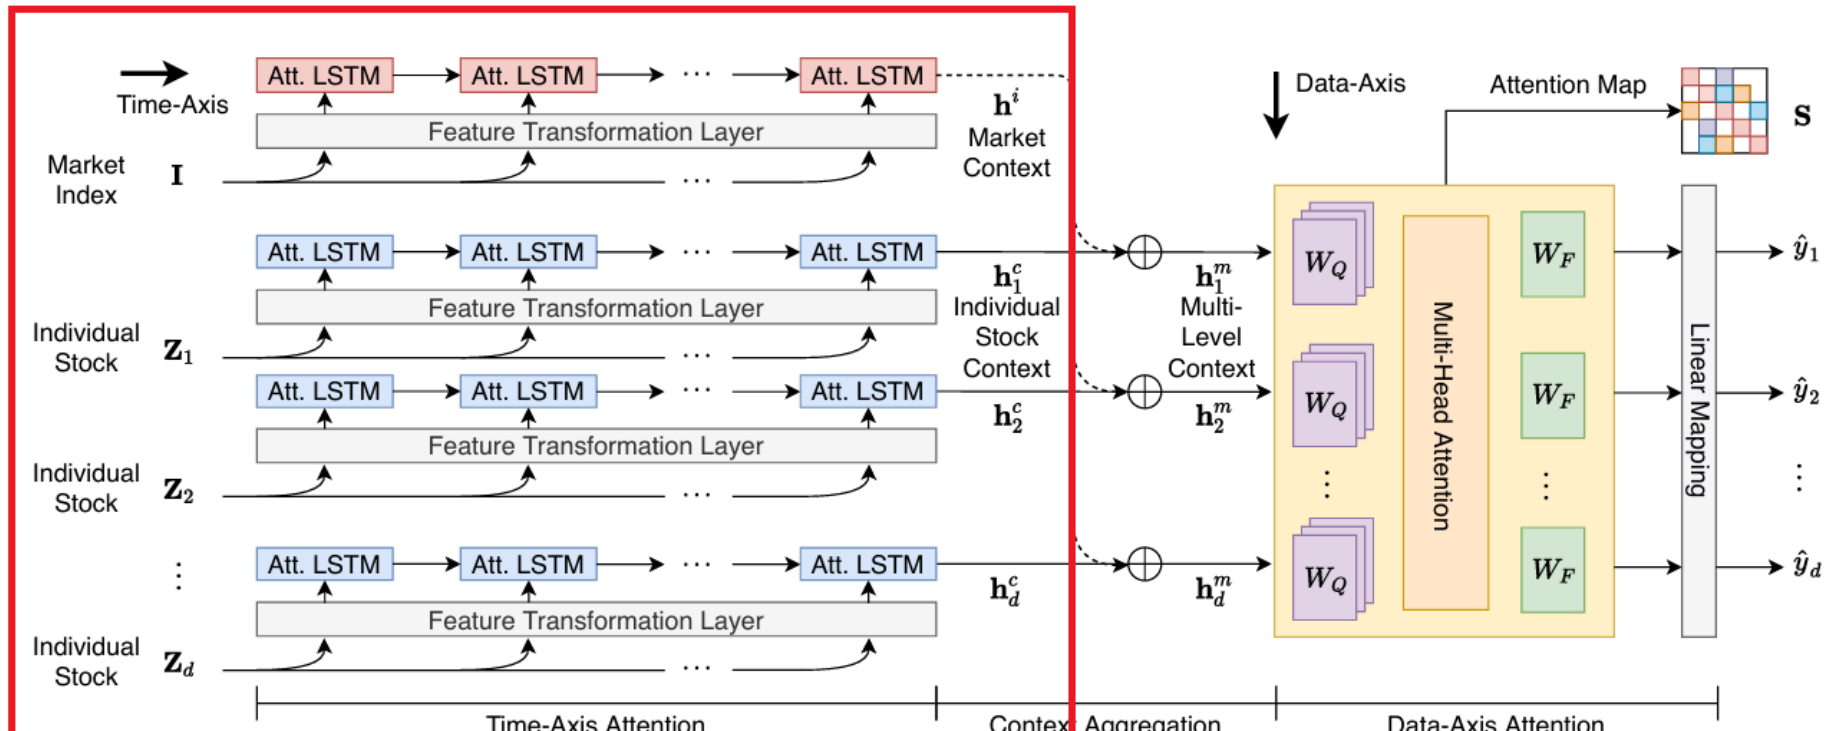 Time-Axis
Att. LSTM Att. LSTM ··· Att. LSTM
Feature Transformation Layer
Market Index I ···
h^i
Market Context
Att. LSTM Att. LSTM ··· Att. LSTM
Feature Transformation Layer
Individual Stock Z_1 ···
h_1^c
Individual Stock Context
Att. LSTM Att. LSTM ··· Att. LSTM
Feature Transformation Layer
Individual Stock Z_2 ···
h_2^c
⋮
Att. LSTM Att. LSTM ··· Att. LSTM
Feature Transformation Layer
Individual Stock Z_d ···
h_d^c
⊕ h_1^m
Multi-Level Context
⊕ h_2^m
⊕ h_d^m
Data-Axis
Attention Map
S
W_Q
W_Q
⋮
W_Q
Multi-Head Attention
W_F
W_F
⋮
W_F
Linear Mapping
ŷ_1
ŷ_2
⋮
ŷ_d
Time-Axis Attention
Context Aggregation
Data-Axis Attention